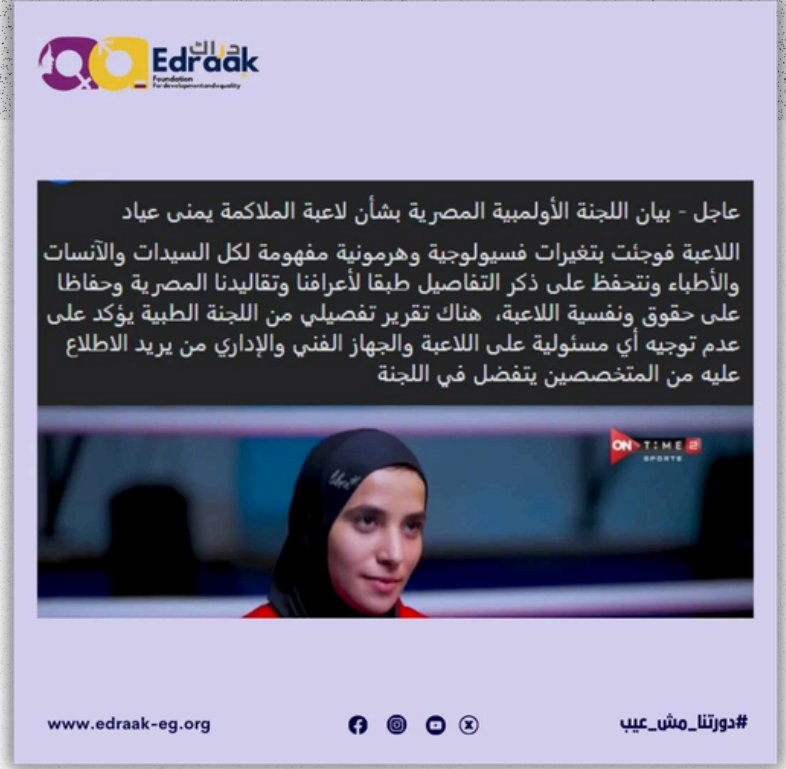 إدراك
Edraak
Foundation
For development and equality
عاجل - بيان اللجنة الأولمبية المصرية بشأن لاعبة الملاكمة يمنى عياد
اللاعبة فوجئت بتغيرات فسيولوجية وهرمونية مفهومة لكل السيدات والآنسات
والأطباء ونتحفظ على ذكر التفاصيل طبقا لأعرافنا وتقاليدنا المصرية وحفاظا
على حقوق ونفسية اللاعبة، هناك تقرير تفصيلي من اللجنة الطبية يؤكد على
عدم توجيه أي مسئولية على اللاعبة والجهاز الفني والإداري من يريد الاطلاع
عليه من المتخصصين يتفضل في اللجنة
ON TIME 2
SPORTS
www.edraak-eg.org
#دورتنا_مش_عيب